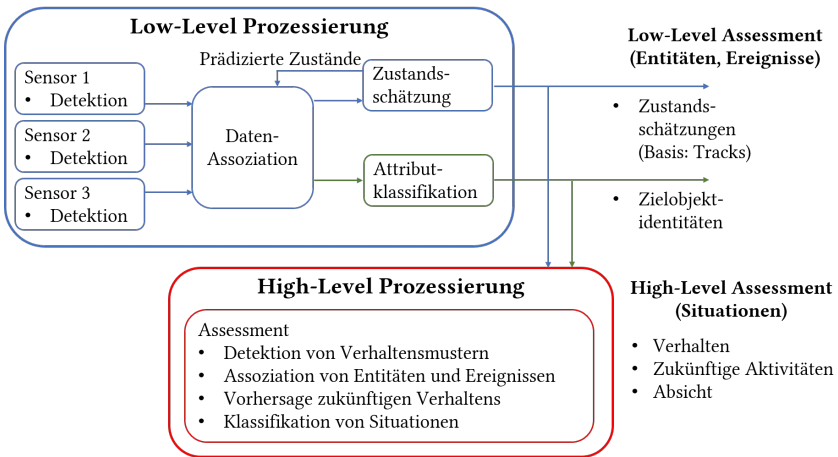 Low-Level Prozessierung
Prädizierte Zustände
Sensor 1
• Detektion
Sensor 2
• Detektion
Sensor 3
• Detektion
Daten-
Assoziation
Zustands-
schätzung
Attribut-
klassifikation
Low-Level Assessment
(Entitäten, Ereignisse)
• Zustands-
schätzungen
(Basis: Tracks)
• Zielobjekt-
identitäten
High-Level Prozessierung
Assessment
• Detektion von Verhaltensmustern
• Assoziation von Entitäten und Ereignissen
• Vorhersage zukünftigen Verhaltens
• Klassifikation von Situationen
High-Level Assessment
(Situationen)
• Verhalten
• Zukünftige Aktivitäten
• Absicht